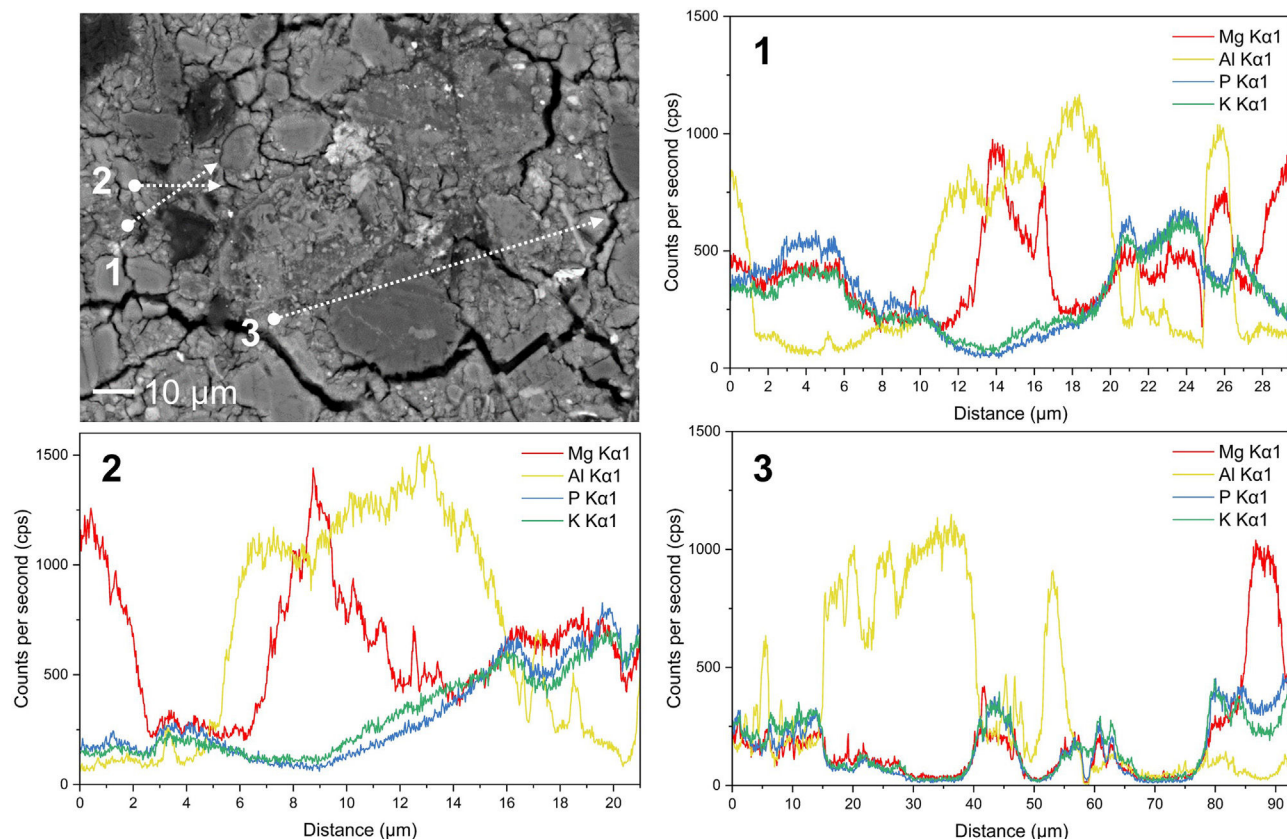 2
1
3
10 µm
1
Mg Kα1
Al Kα1
P Kα1
K Kα1
Counts per second (cps)
1500
1000
500
0
0 2 4 6 8 10 12 14 16 18 20 22 24 26 28
Distance (µm)
2
Mg Kα1
Al Kα1
P Kα1
K Kα1
Counts per second (cps)
1500
1000
500
0
0 2 4 6 8 10 12 14 16 18 20
Distance (µm)
3
Mg Kα1
Al Kα1
P Kα1
K Kα1
Counts per second (cps)
1500
1000
500
0
0 10 20 30 40 50 60 70 80 90
Distance (µm)